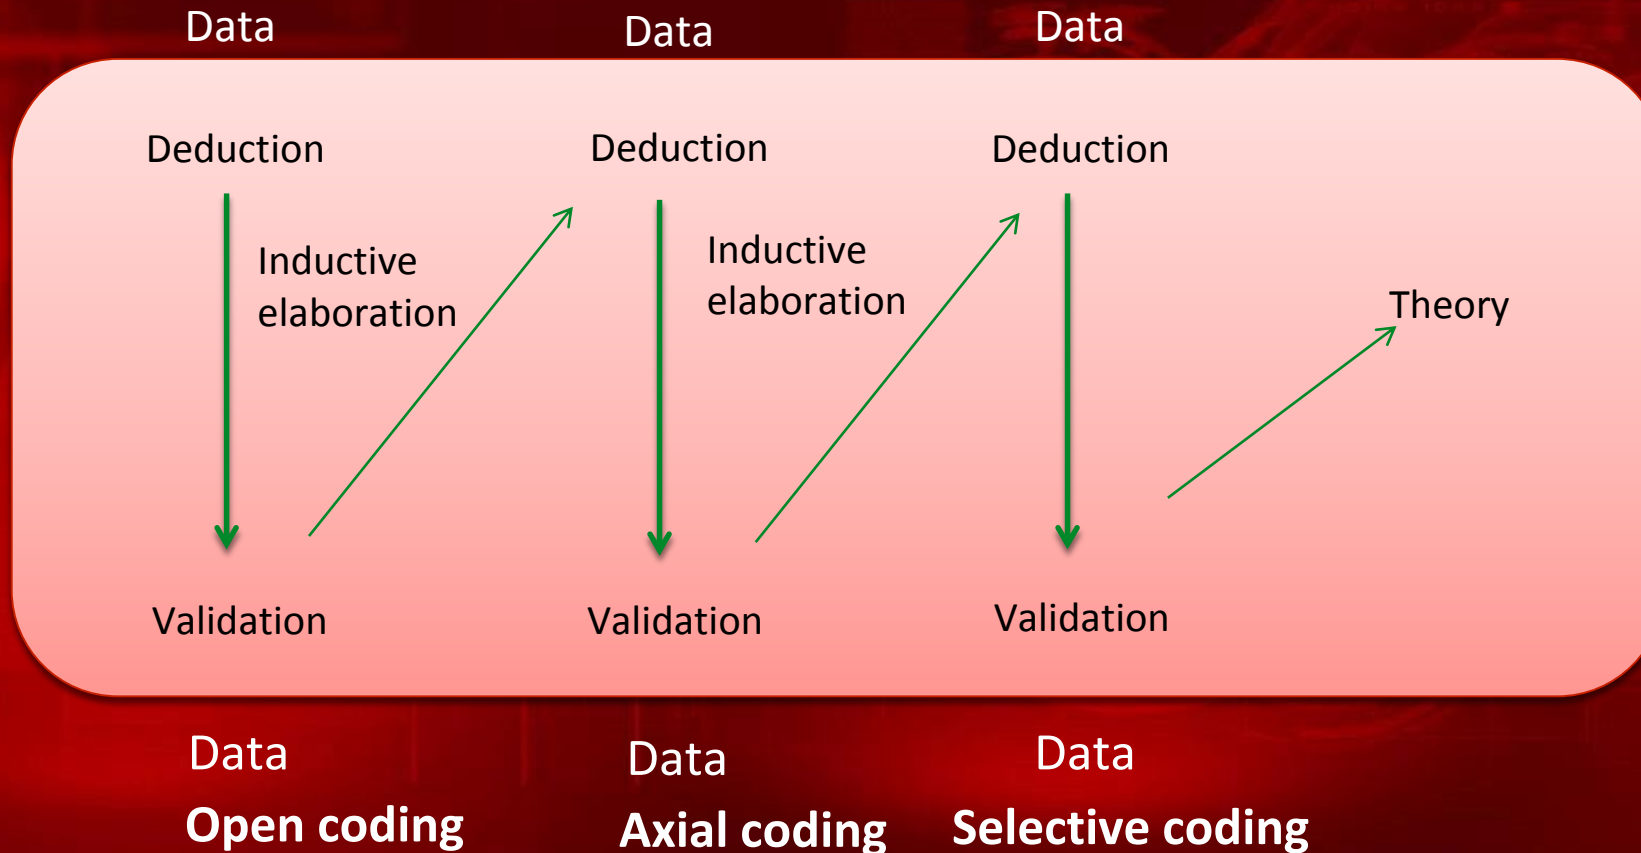 Data
Data
Data
Deduction
Deduction
Deduction
Inductive
elaboration
Inductive
elaboration
Theory
Validation
Validation
Validation
Data
Data
Data
Open coding
Axial coding
Selective coding